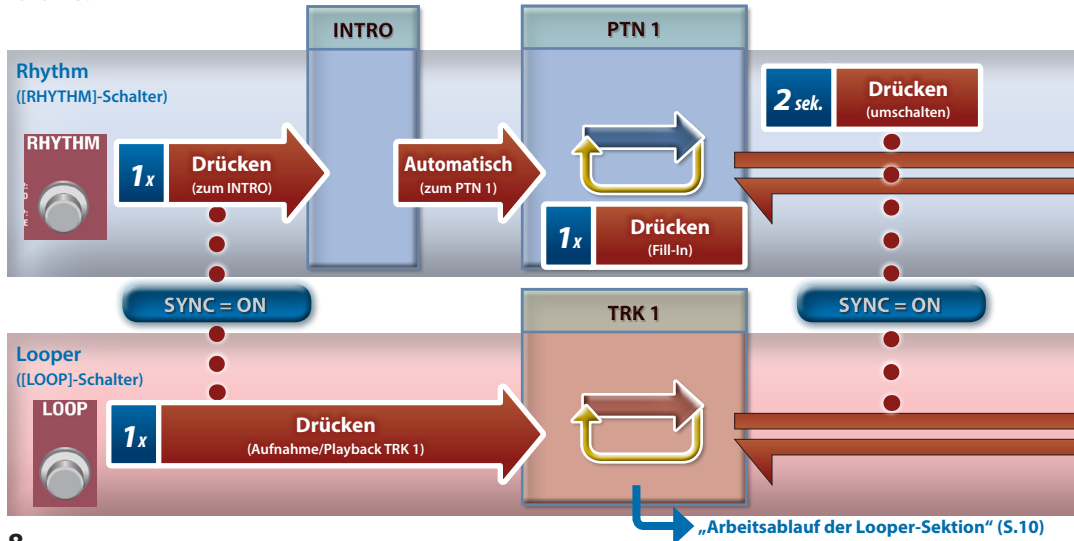 INTRO
PTN 1
Rhythm
([RHYTHM]-Schalter)
RHYTHM
1x
Drücken
(zum INTRO)
Automatisch
(zum PTN 1)
1x
Drücken
(Fill-In)
2 sek.
Drücken
(umschalten)
SYNC = ON
SYNC = ON
TRK 1
Looper
([LOOP]-Schalter)
LOOP
1x
Drücken
(Aufnahme/Playback TRK 1)
„Arbeitsablauf der Looper-Sektion“ (S.10)